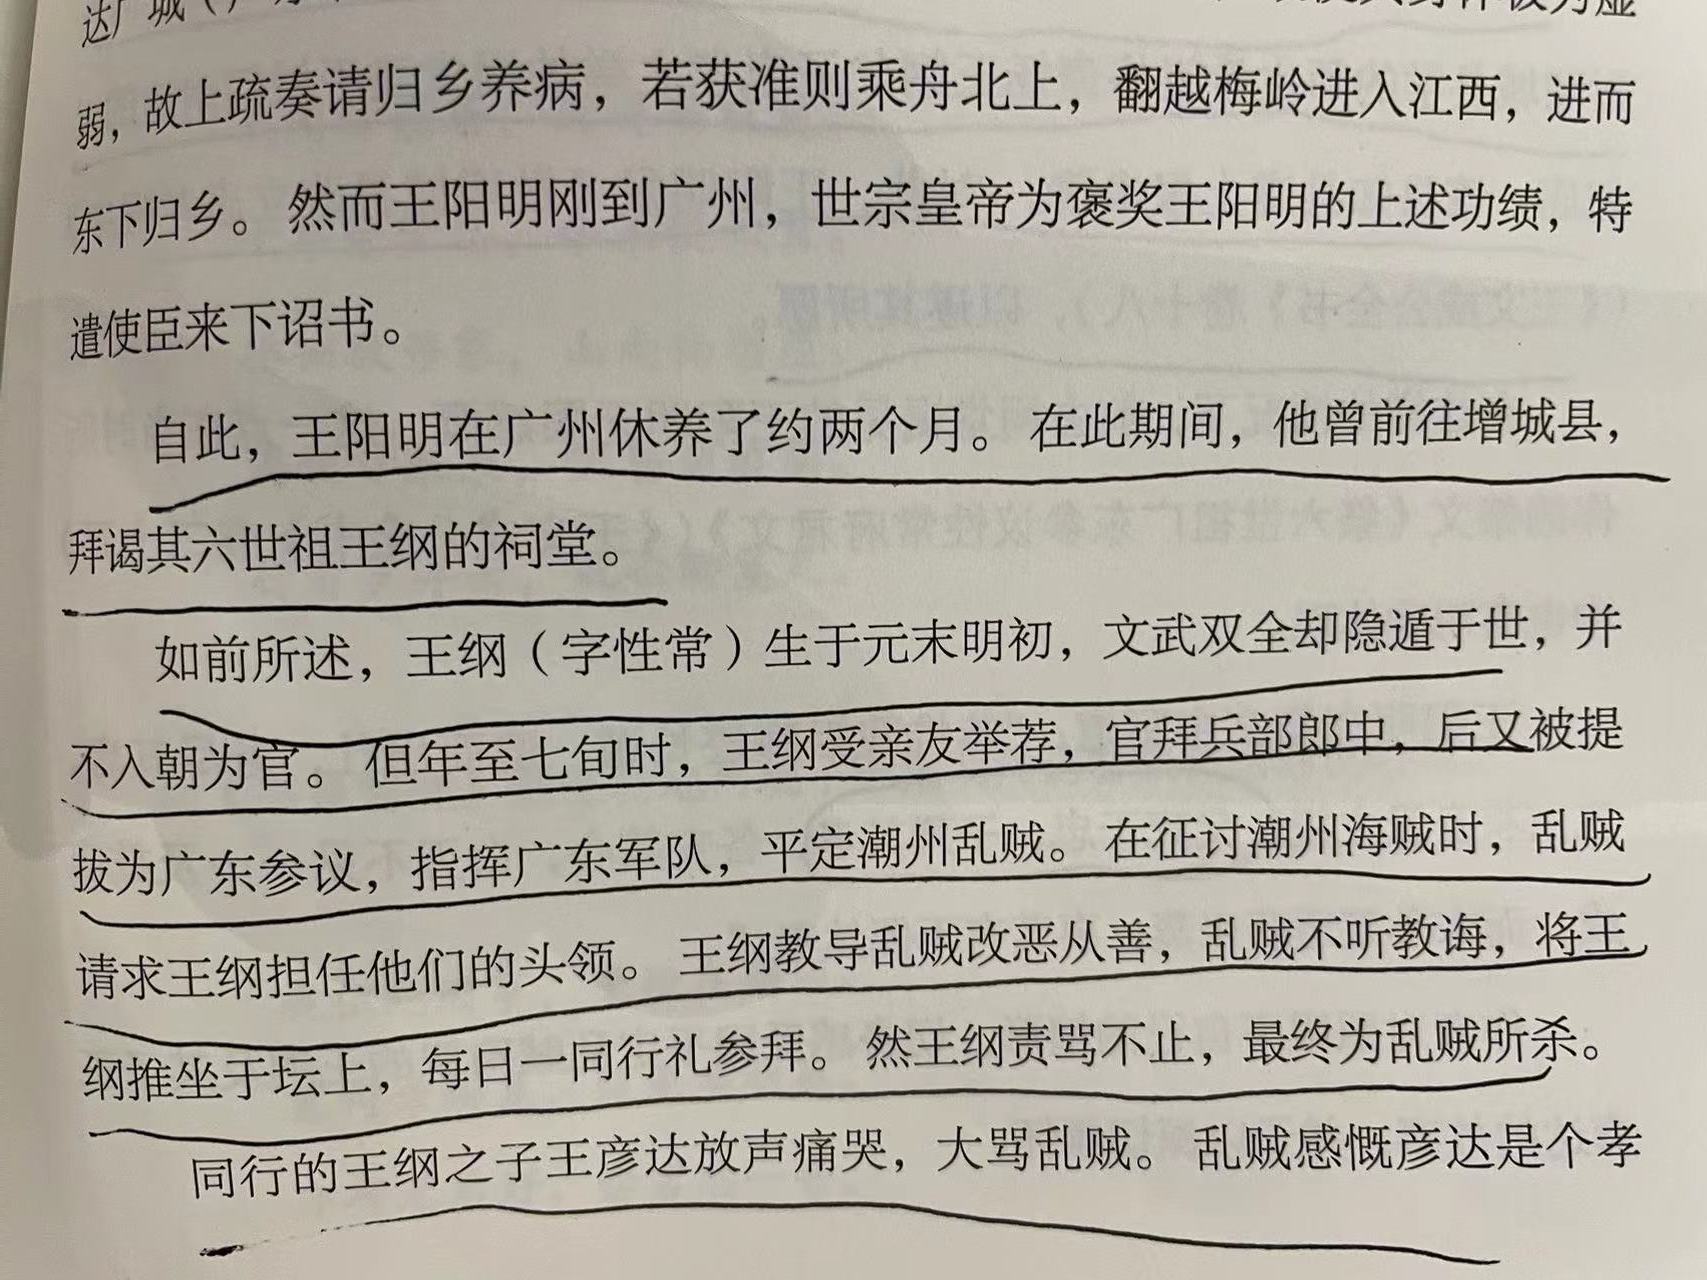 达广城（广东
弱，故上疏奏请归乡养病，若获准则乘舟北上，翻越梅岭进入江西，进而
东下归乡。然而王阳明刚到广州，世宗皇帝为褒奖王阳明的上述功绩，特
遣使臣来下诏书。
自此，王阳明在广州休养了约两个月。在此期间，他曾前往增城县，
拜谒其六世祖王纲的祠堂。
如前所述，王纲（字性常）生于元末明初，文武双全却隐遁于世，并
不入朝为官。但年至七旬时，王纲受亲友举荐，官拜兵部郎中，后又被提
拔为广东参议，指挥广东军队，平定潮州乱贼。在征讨潮州海贼时，乱贼
请求王纲担任他们的头领。王纲教导乱贼改恶从善，乱贼不听教诲，将王
纲推坐于坛上，每日一同行礼参拜。然王纲责骂不止，最终为乱贼所杀。
同行的王纲之子王彦达放声痛哭，大骂乱贼。乱贼感慨彦达是个孝